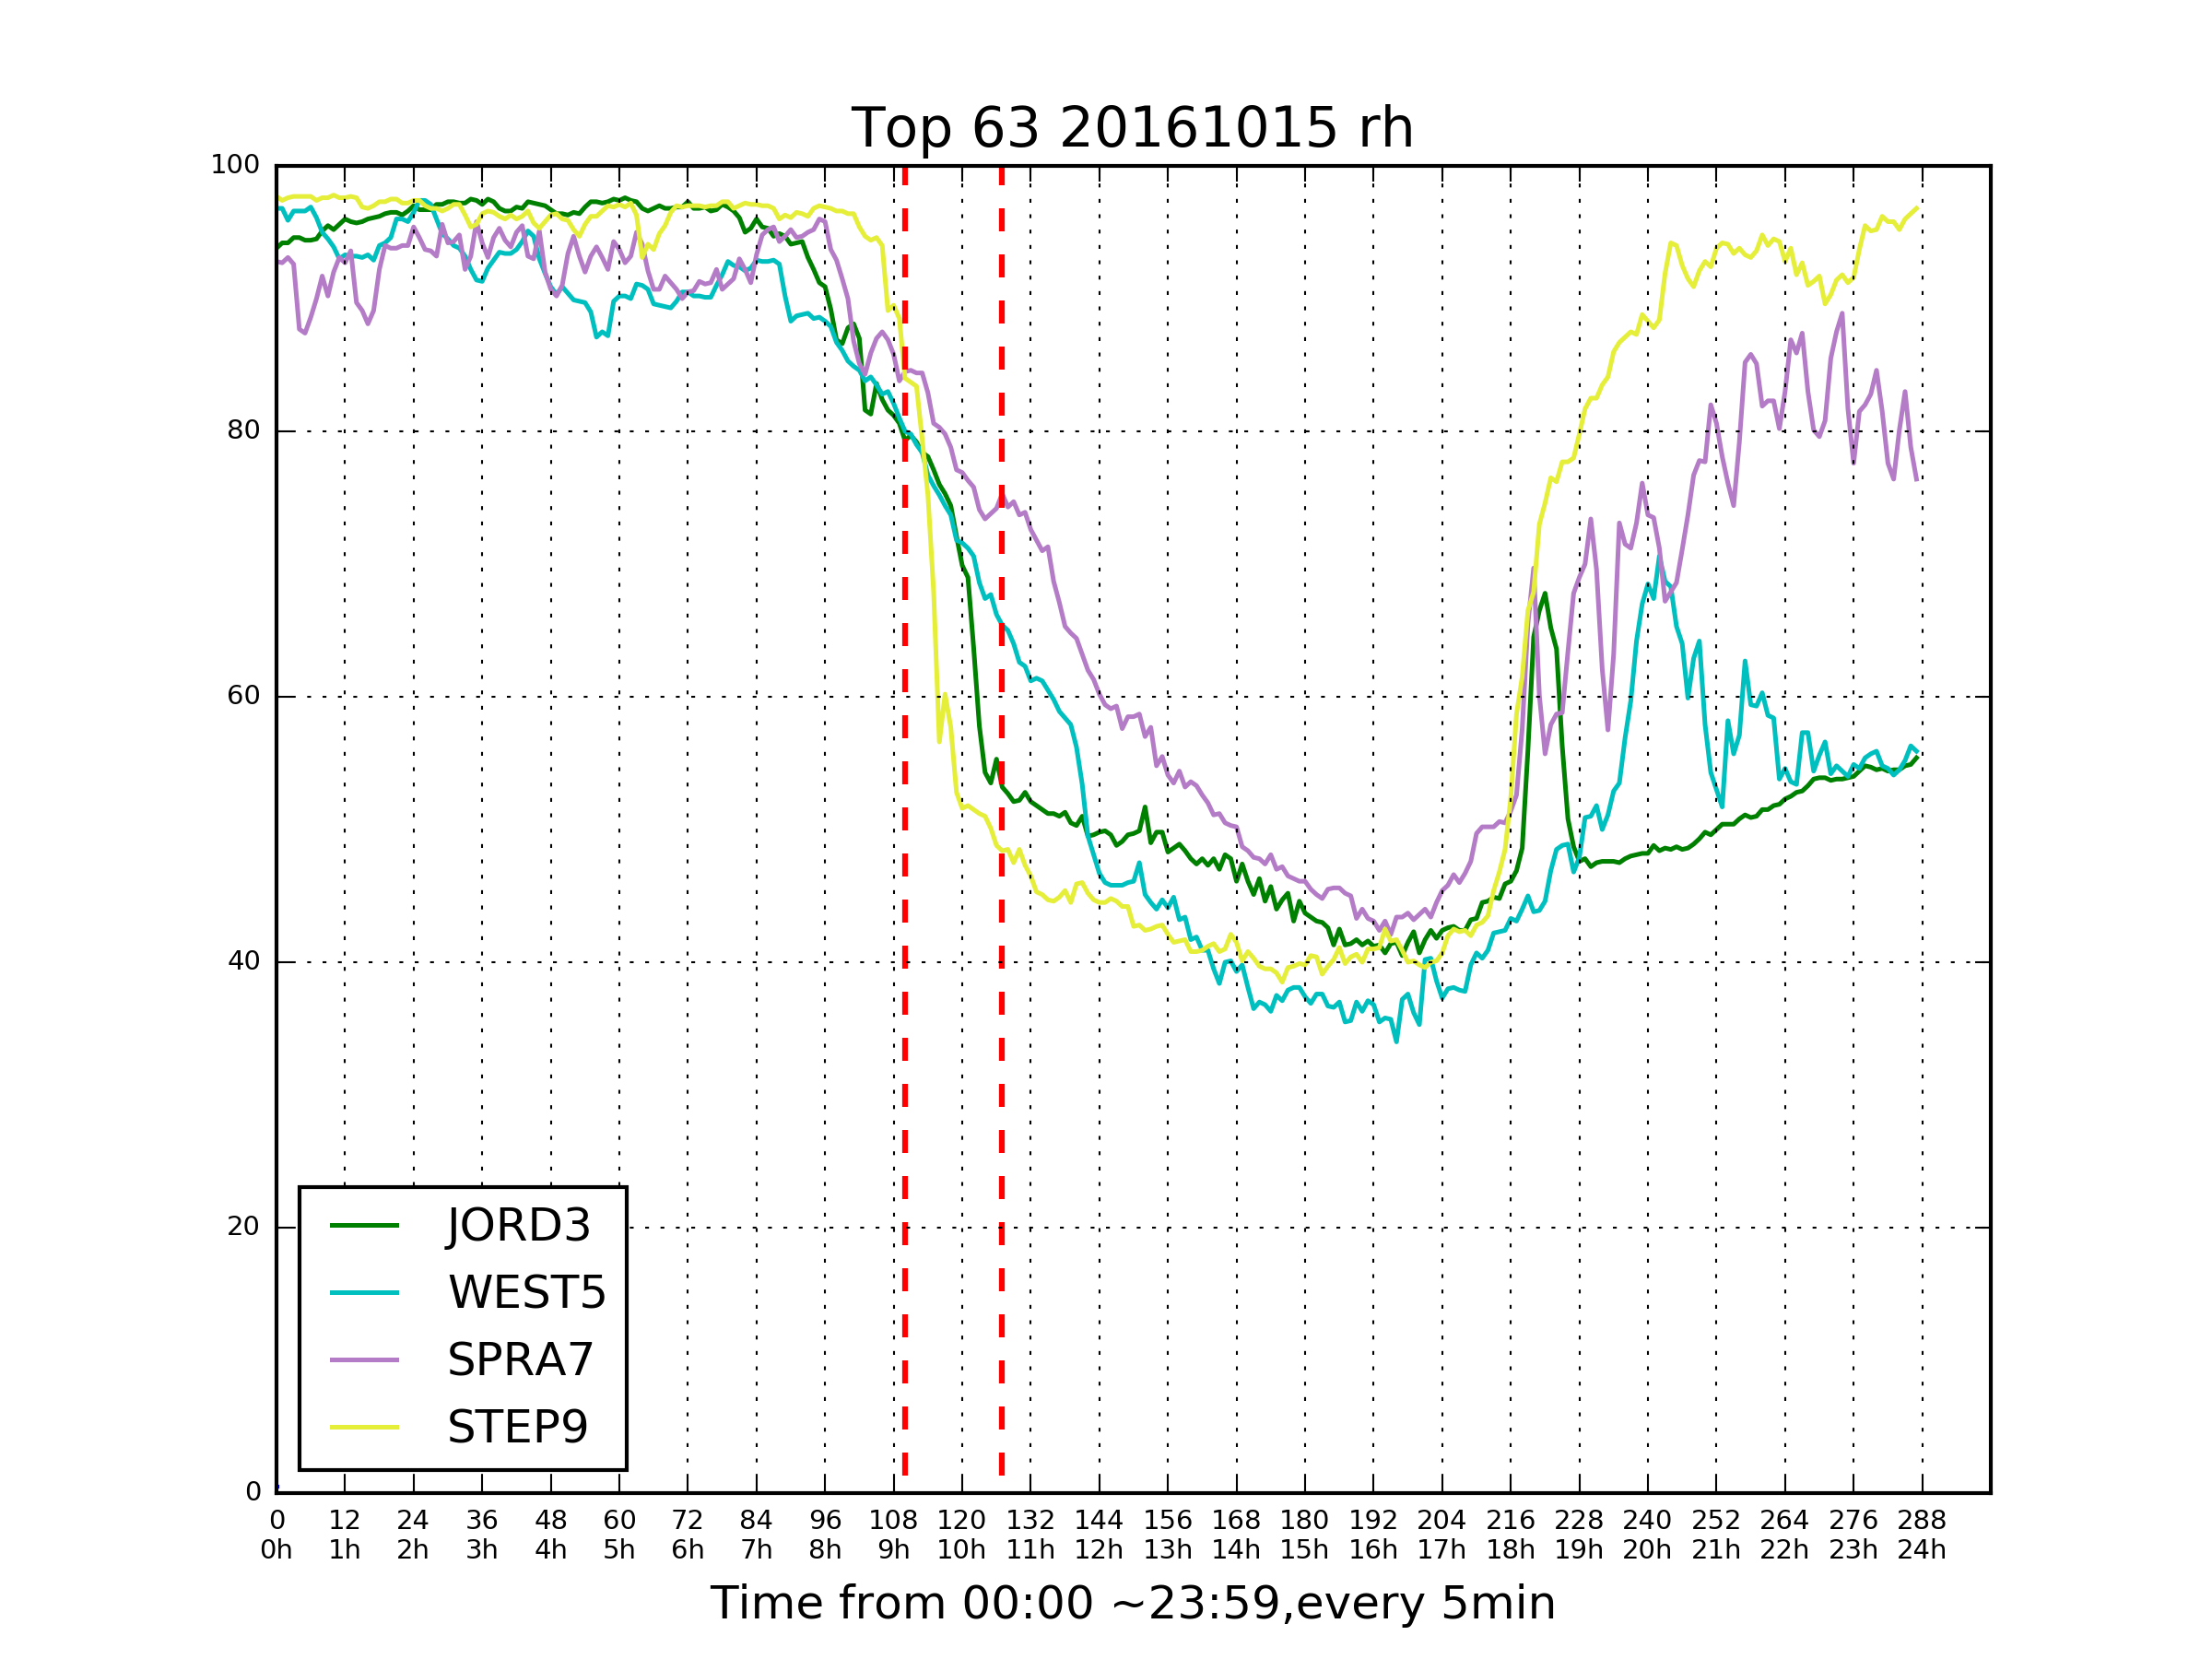 Top 63 20161015 rh
100
80
60
40
20
0
JORD3
WEST5
SPRA7
STEP9
0 12 24 36 48 60 72 84 96 108 120 132 144 156 168 180 192 204 216 228 240 252 264 276 288
0h 1h 2h 3h 4h 5h 6h 7h 8h 9h 10h 11h 12h 13h 14h 15h 16h 17h 18h 19h 20h 21h 22h 23h 24h
Time from 00:00 ~23:59,every 5min